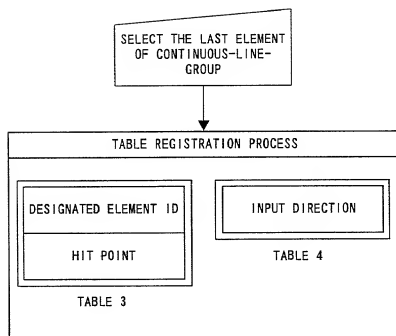 SELECT THE LAST ELEMENT
OF CONTINUOUS-LINE-
GROUP
TABLE REGISTRATION PROCESS
DESIGNATED ELEMENT ID
HIT POINT
TABLE 3
INPUT DIRECTION
TABLE 4